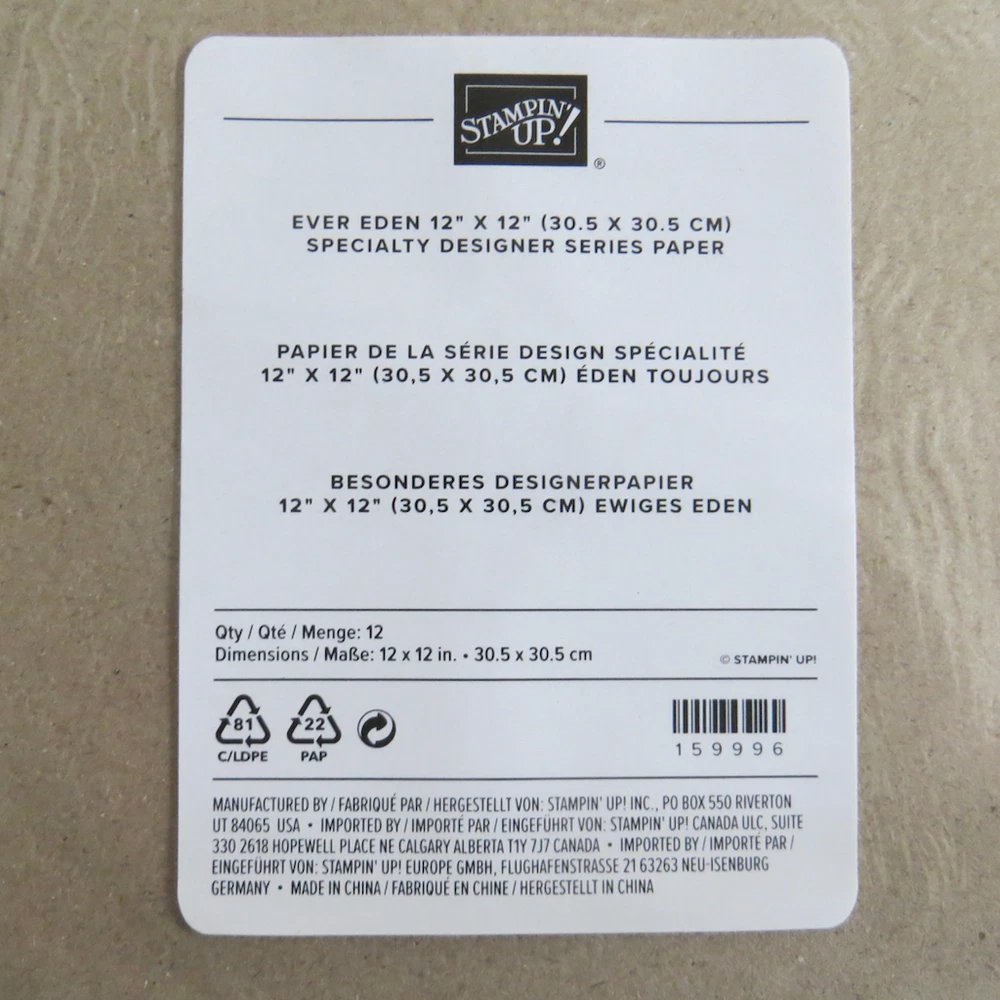 STAMPIN'
UP!
®
EVER EDEN 12" X 12" (30.5 X 30.5 CM)
SPECIALTY DESIGNER SERIES PAPER
PAPIER DE LA SÉRIE DESIGN SPÉCIALITÉ
12" X 12" (30,5 X 30,5 CM) ÉDEN TOUJOURS
BESONDERES DESIGNERPAPIER
12" X 12" (30,5 X 30,5 CM) EWIGES EDEN
Qty / Qté / Menge: 12
Dimensions / Maße: 12 x 12 in. • 30.5 x 30.5 cm
© STAMPIN' UP!
81
C/LDPE
22
PAP
159996
MANUFACTURED BY / FABRIQUÉ PAR / HERGESTELLT VON: STAMPIN' UP! INC., PO BOX 550 RIVERTON
UT 84065 USA • IMPORTED BY / IMPORTÉ PAR / EINGEFÜHRT VON: STAMPIN' UP! CANADA ULC, SUITE
330 2618 HOPEWELL PLACE NE CALGARY ALBERTA T1Y 7J7 CANADA • IMPORTED BY / IMPORTÉ PAR /
EINGEFÜHRT VON: STAMPIN' UP! EUROPE GMBH, FLUGHAFENSTRASSE 21 63263 NEU-ISENBURG
GERMANY • MADE IN CHINA / FABRIQUÉ EN CHINE / HERGESTELLT IN CHINA